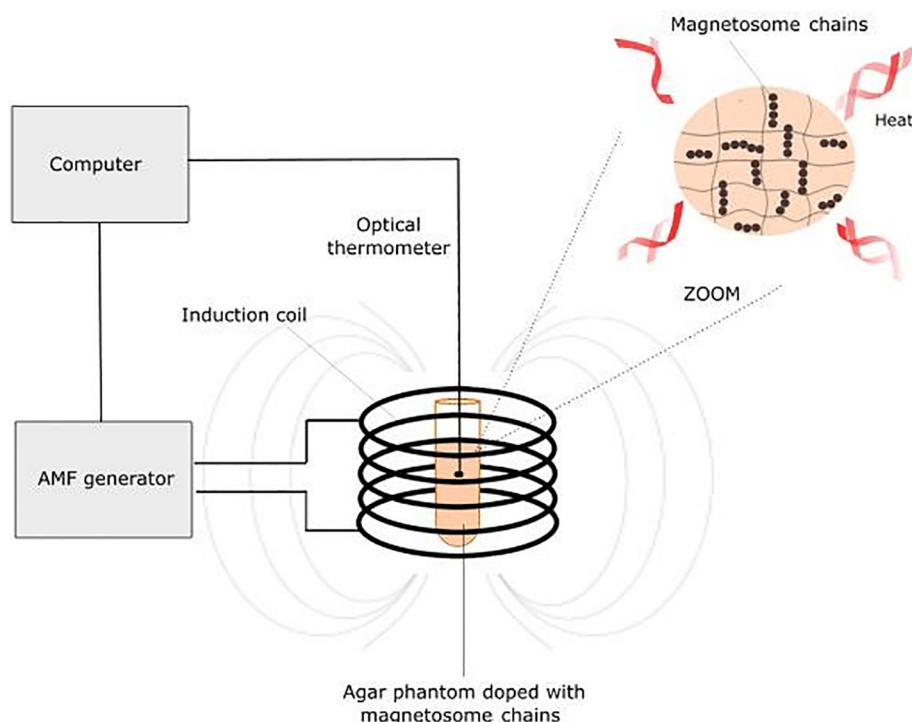 Magnetosome chains
Heat
Computer
Optical
thermometer
ZOOM
Induction coil
AMF generator
Agar phantom doped with
magnetosome chains